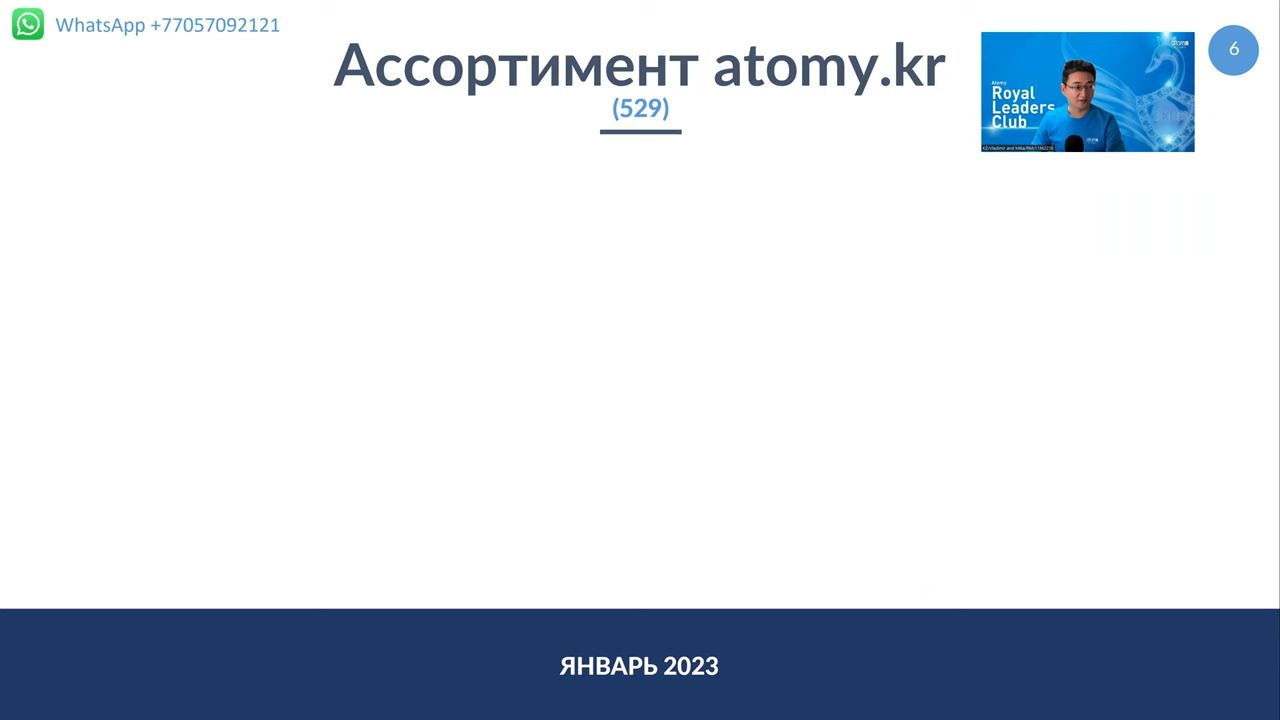 WhatsApp +77057092121
Ассортимент atomy.kr
(529)
6
Atomy
Royal
Leaders
Club
ЯНВАРЬ 2023